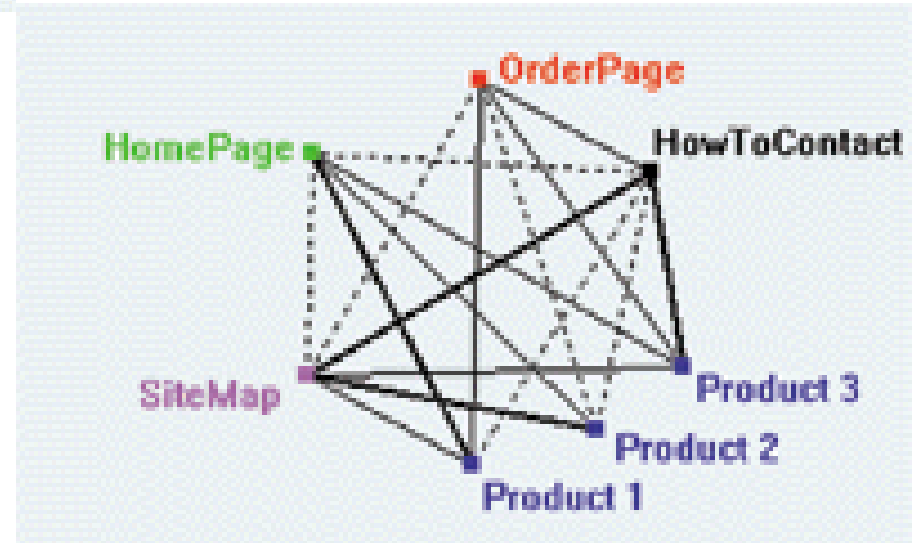 OrderPage
HomePage
HowToContact
SiteMap
Product 3
Product 2
Product 1